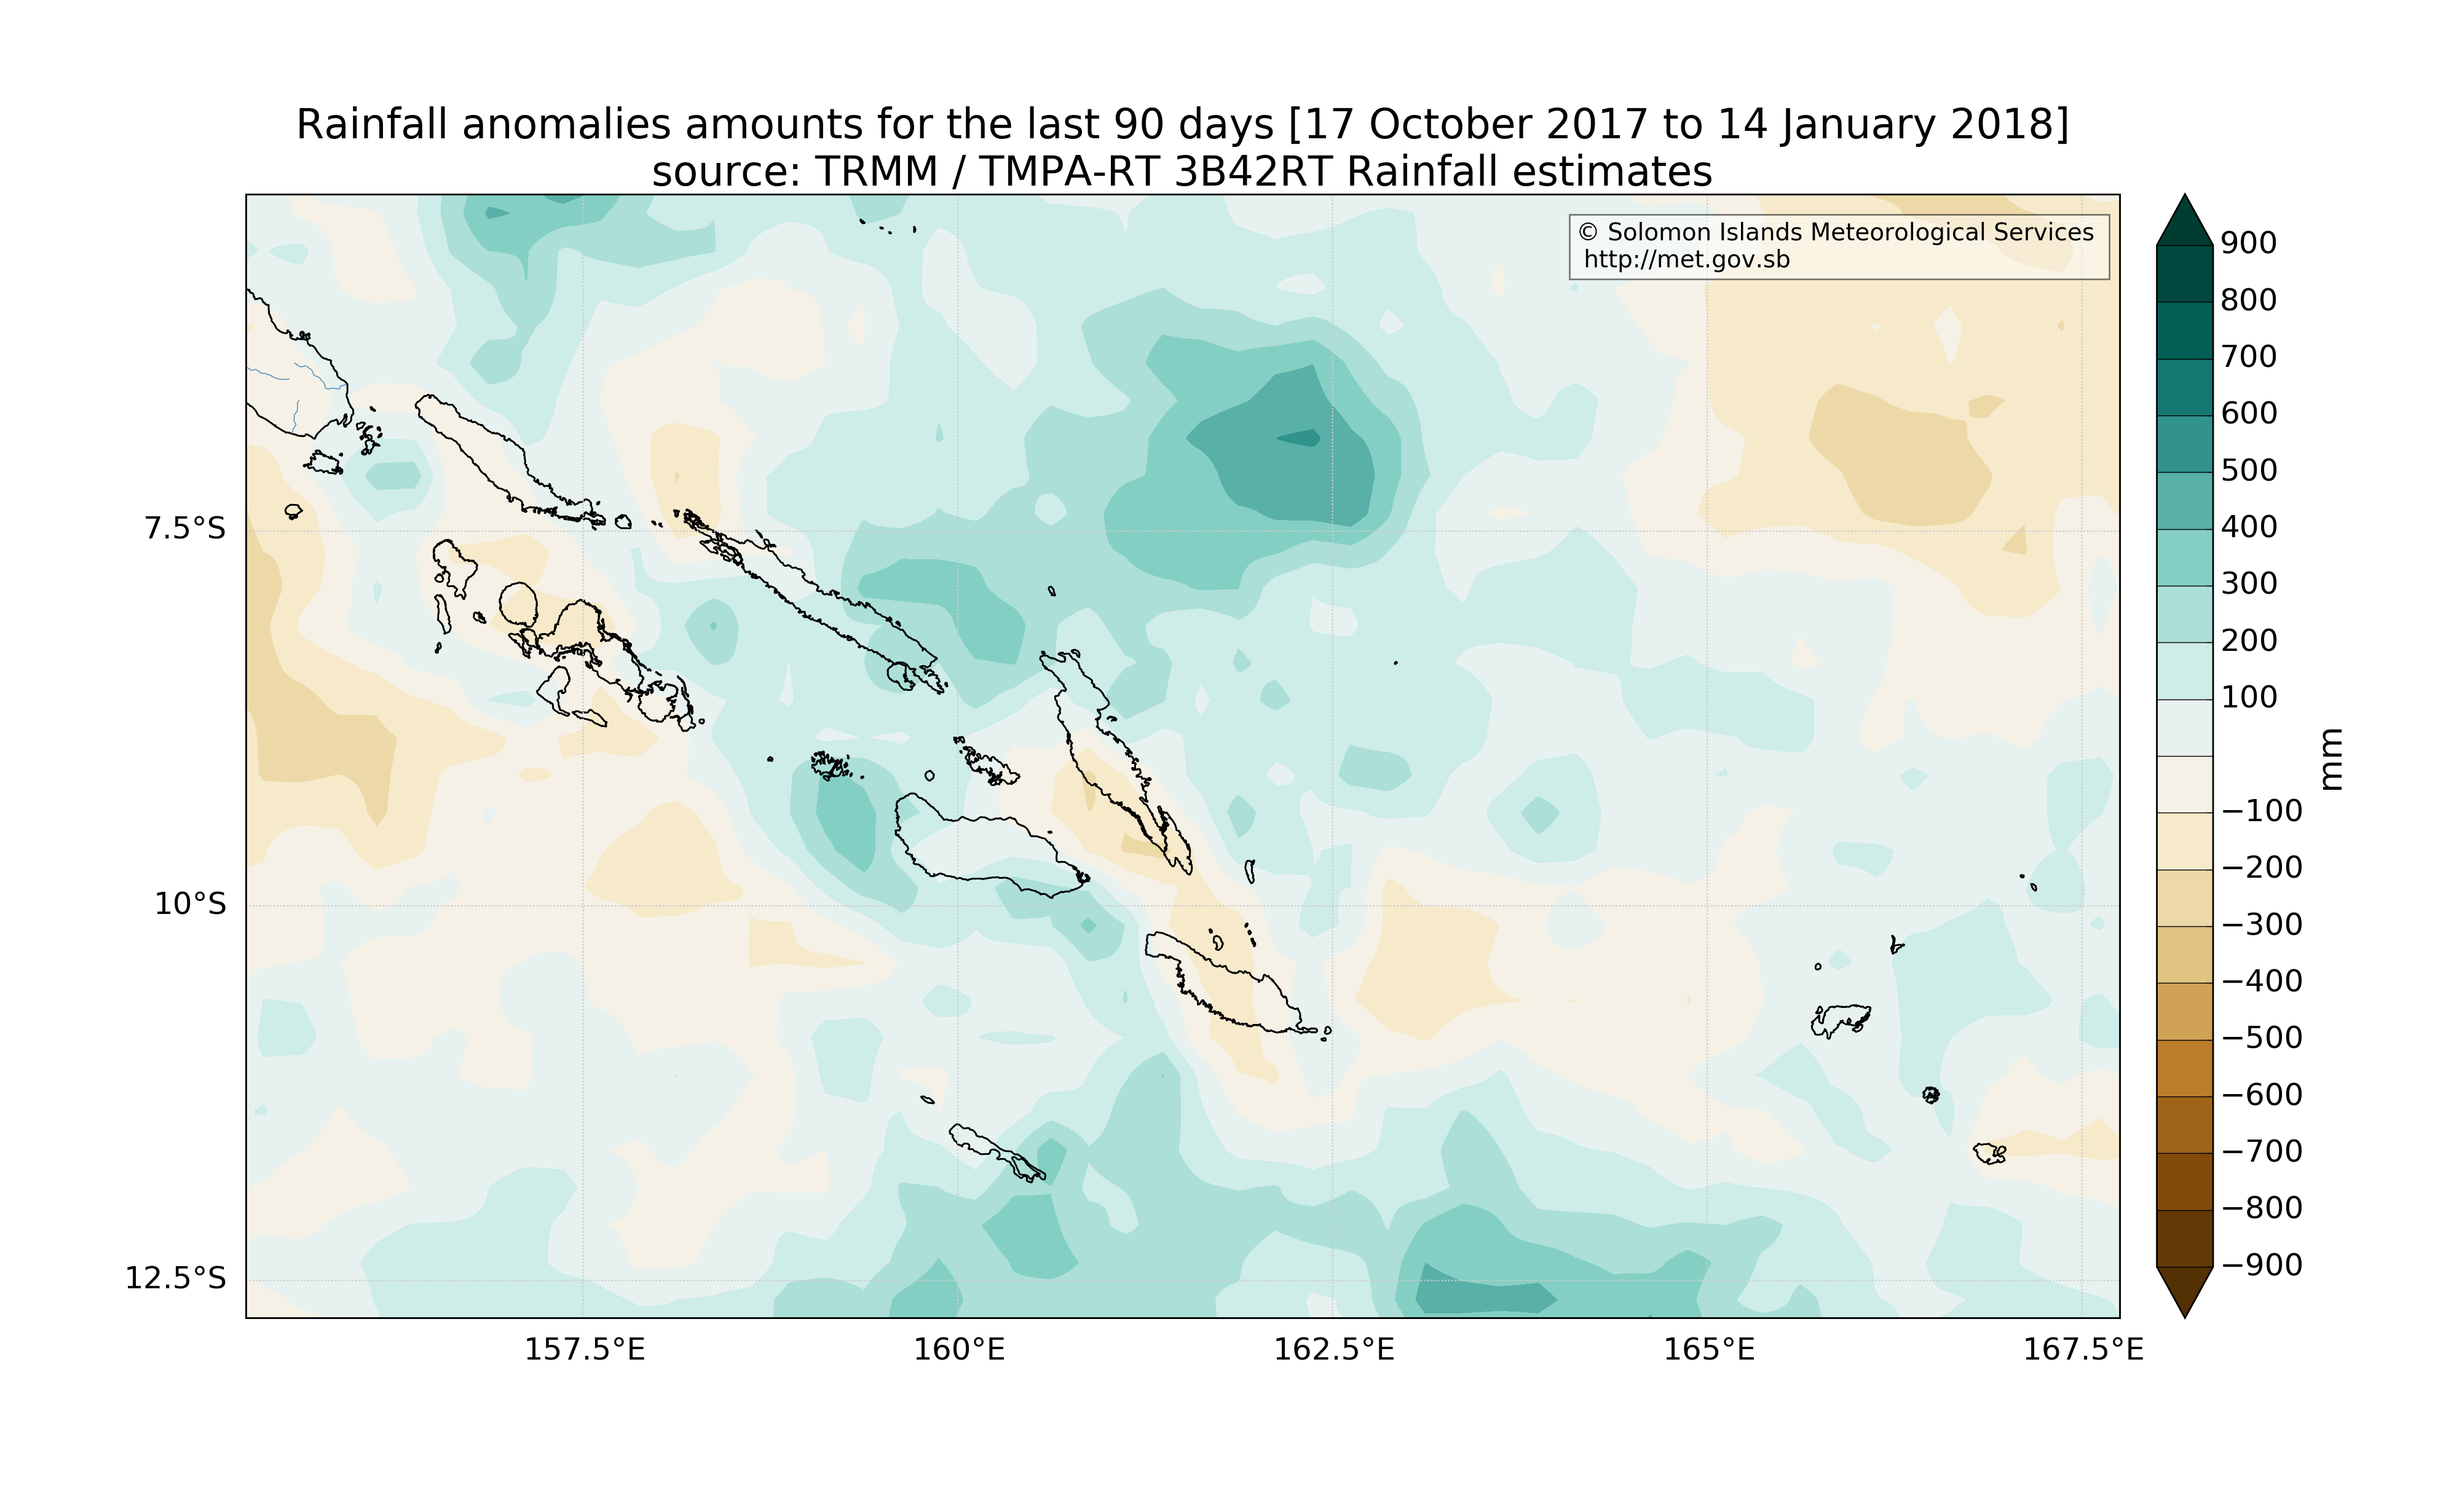 Rainfall anomalies amounts for the last 90 days [17 October 2017 to 14 January 2018]
source: TRMM / TMPA-RT 3B42RT Rainfall estimates
© Solomon Islands Meteorological Services
http://met.gov.sb
7.5°S
10°S
12.5°S
157.5°E
160°E
162.5°E
165°E
167.5°E
900
800
700
600
500
400
300
200
100
−100
−200
−300
−400
−500
−600
−700
−800
−900
mm